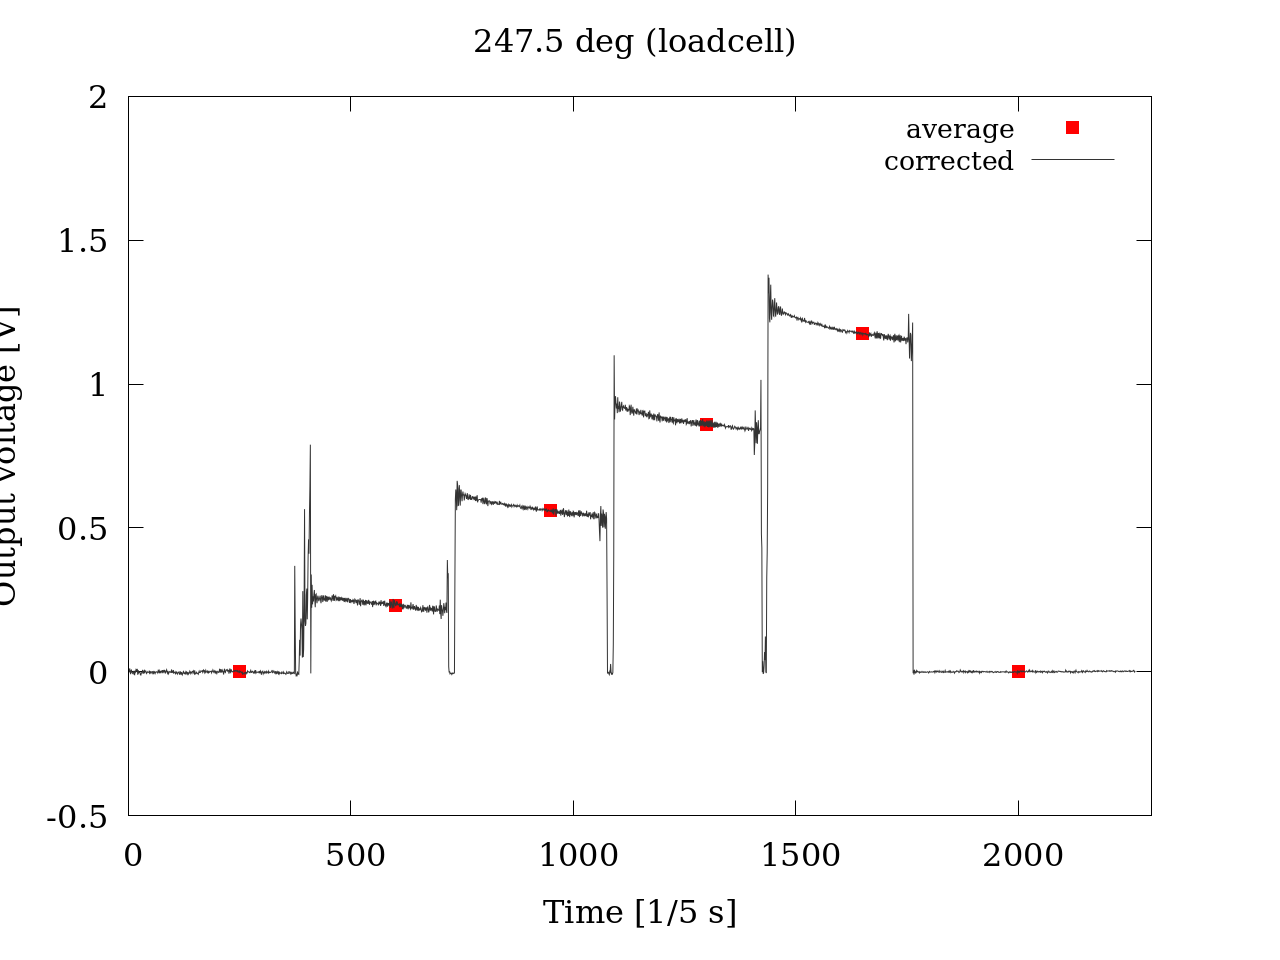 247.5 deg (loadcell)
average
corrected
2
1.5
1
0.5
0
-0.5
Output voltage [V]
0 500 1000 1500 2000
Time [1/5 s]